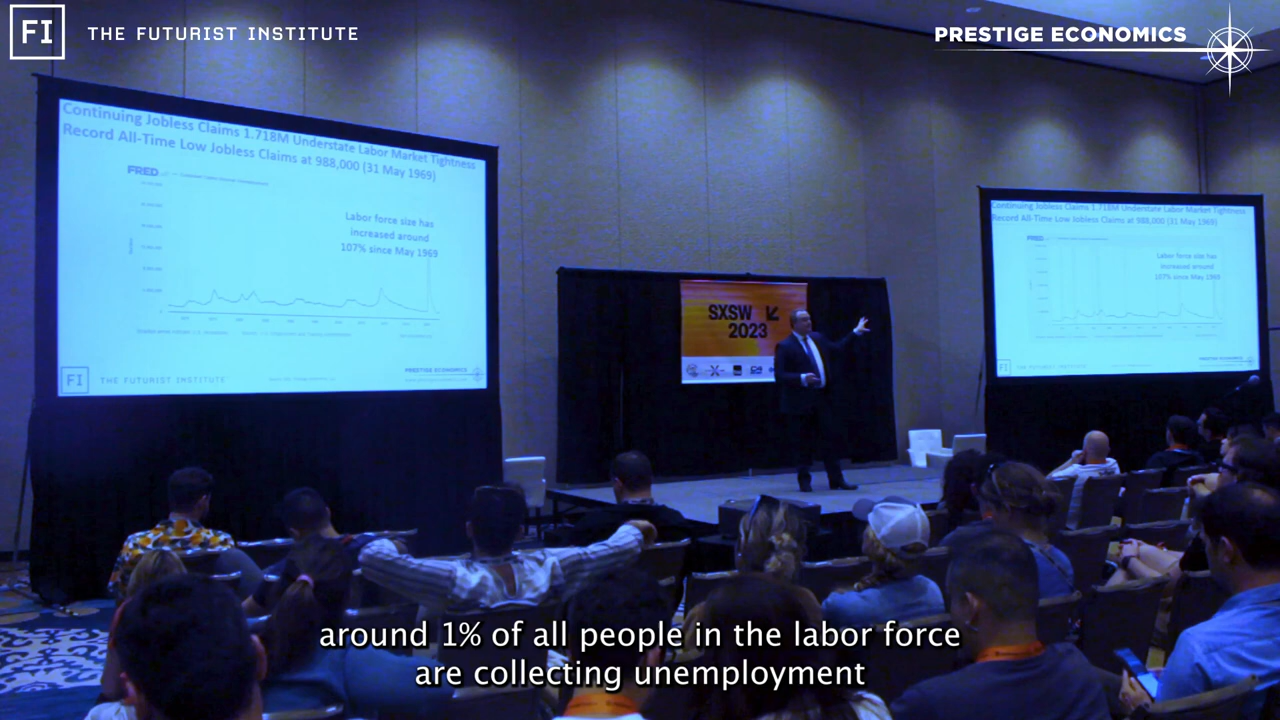 FI THE FUTURIST INSTITUTE
PRESTIGE ECONOMICS
Continuing Jobless Claims 1.718M Understate Labor Market Tightness
Record All-Time Low Jobless Claims at 988,000 (31 May 1969)
FRED
Labor force size has
increased around
107% since May 1969
FI THE FUTURIST INSTITUTE
PRESTIGE ECONOMICS
SXSW
2023
Continuing Jobless Claims 1.718M Understate Labor Market Tightness
Record All-Time Low Jobless Claims at 988,000 (31 May 1969)
FRED
Labor force size has
increased around
107% since May 1969
FI THE FUTURIST INSTITUTE
PRESTIGE ECONOMICS
around 1% of all people in the labor force
are collecting unemployment